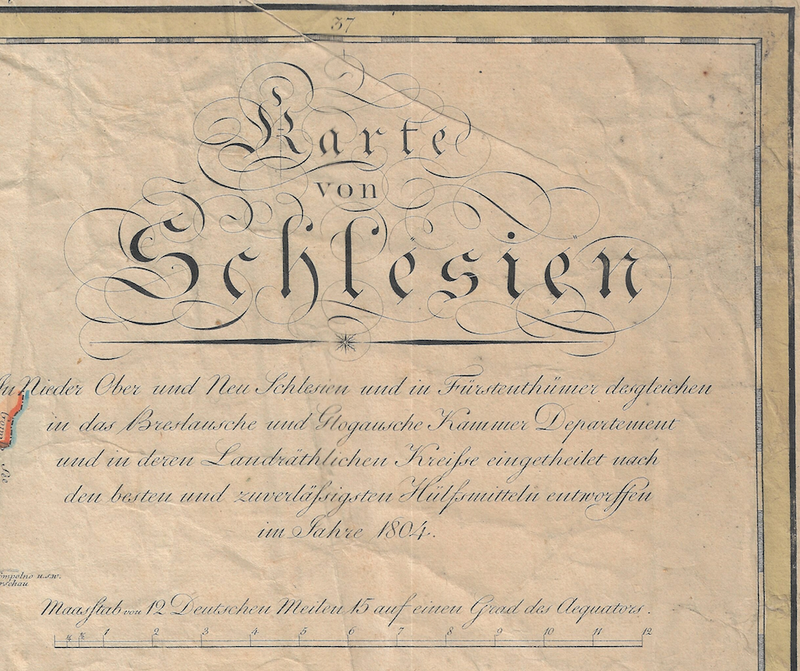 37
Karte
von
Schlesien
In Nieder Ober und Neu Schlesien und in Fürstenthümer desgleichen
in das Breslausche und Glogausche Kammer Departement
und in deren Landräthlichen Kreiße eingetheilet nach
den besten und zuverläßigsten Hülfsmitteln entworffen
im Jahre 1804.
u.s.w.
Maasstab von 12 Deutschen Meilen 15 auf einen Grad des Aequators.
1 2 3 4 5 6 7 8 9 10 11 12